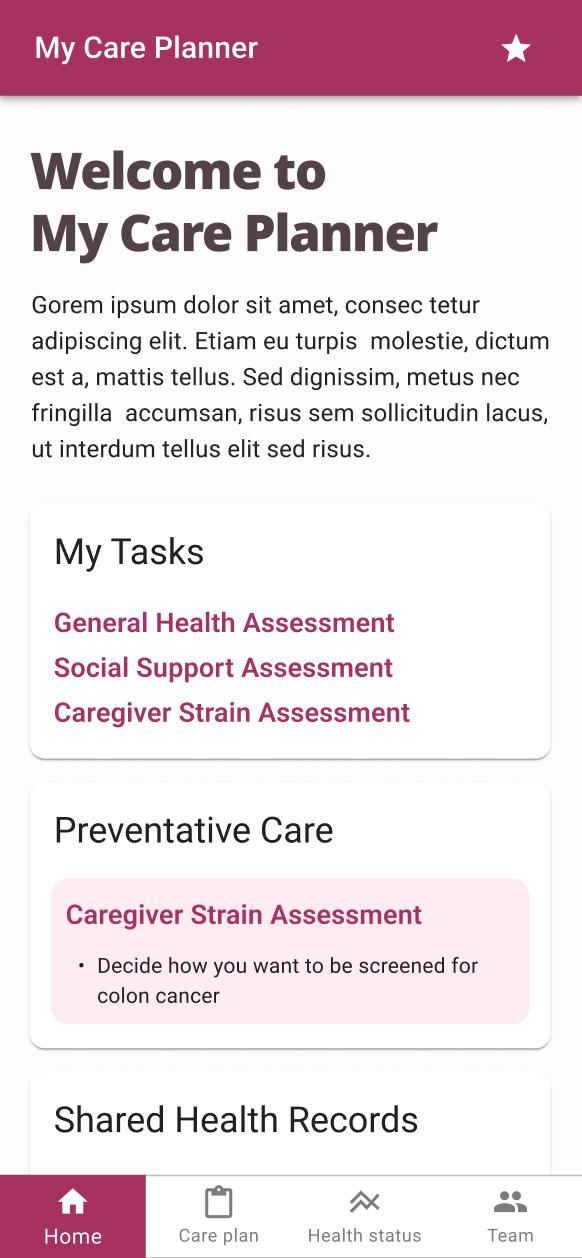 My Care Planner
Welcome to
My Care Planner
Gorem ipsum dolor sit amet, consec tetur
adipiscing elit. Etiam eu turpis  molestie, dictum
est a, mattis tellus. Sed dignissim, metus nec
fringilla  accumsan, risus sem sollicitudin lacus,
ut interdum tellus elit sed risus.
My Tasks
General Health Assessment
Social Support Assessment
Caregiver Strain Assessment
Preventative Care
Caregiver Strain Assessment
• Decide how you want to be screened for
colon cancer
Shared Health Records
Home
Care plan
Health status
Team